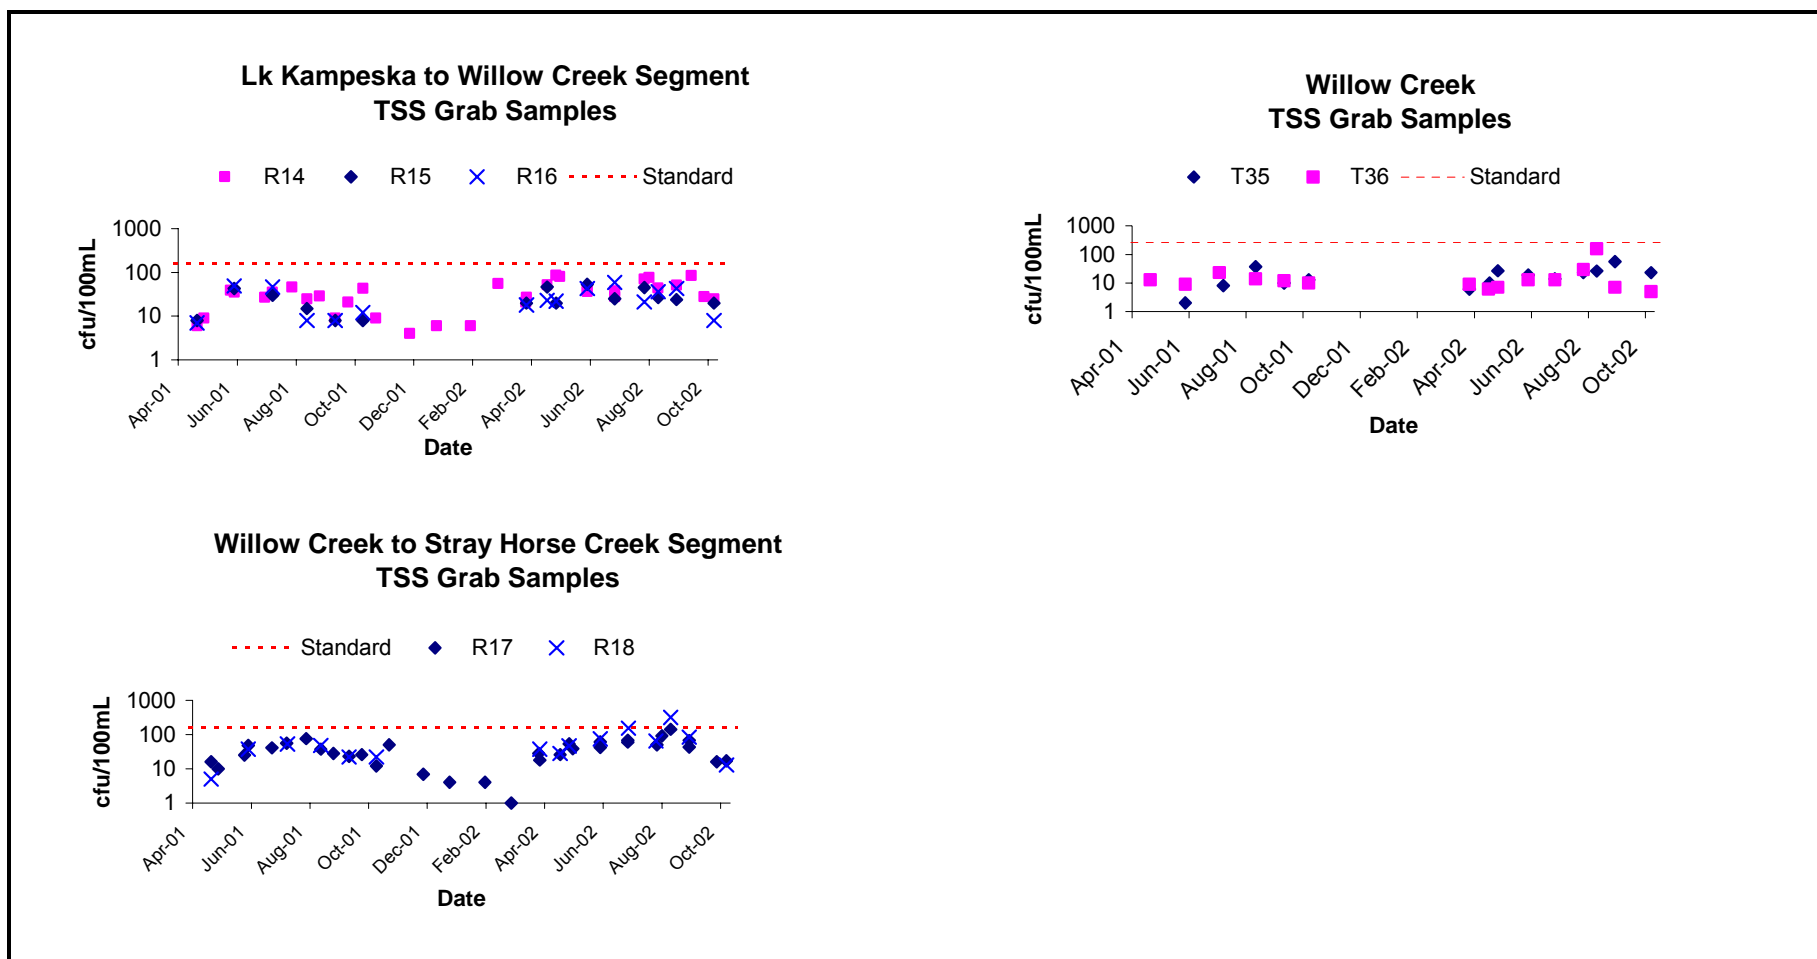 Lk Kampeska to Willow Creek Segment
TSS Grab Samples
R14 R15 R16 Standard
cfu/100mL
1000
100
10
1
Apr-01 Jun-01 Aug-01 Oct-01 Dec-01 Feb-02 Apr-02 Jun-02 Aug-02 Oct-02
Date
Willow Creek
TSS Grab Samples
T35 T36 Standard
cfu/100mL
1000
100
10
1
Apr-01 Jun-01 Aug-01 Oct-01 Dec-01 Feb-02 Apr-02 Jun-02 Aug-02 Oct-02
Date
Willow Creek to Stray Horse Creek Segment
TSS Grab Samples
Standard R17 R18
cfu/100mL
1000
100
10
1
Apr-01 Jun-01 Aug-01 Oct-01 Dec-01 Feb-02 Apr-02 Jun-02 Aug-02 Oct-02
Date